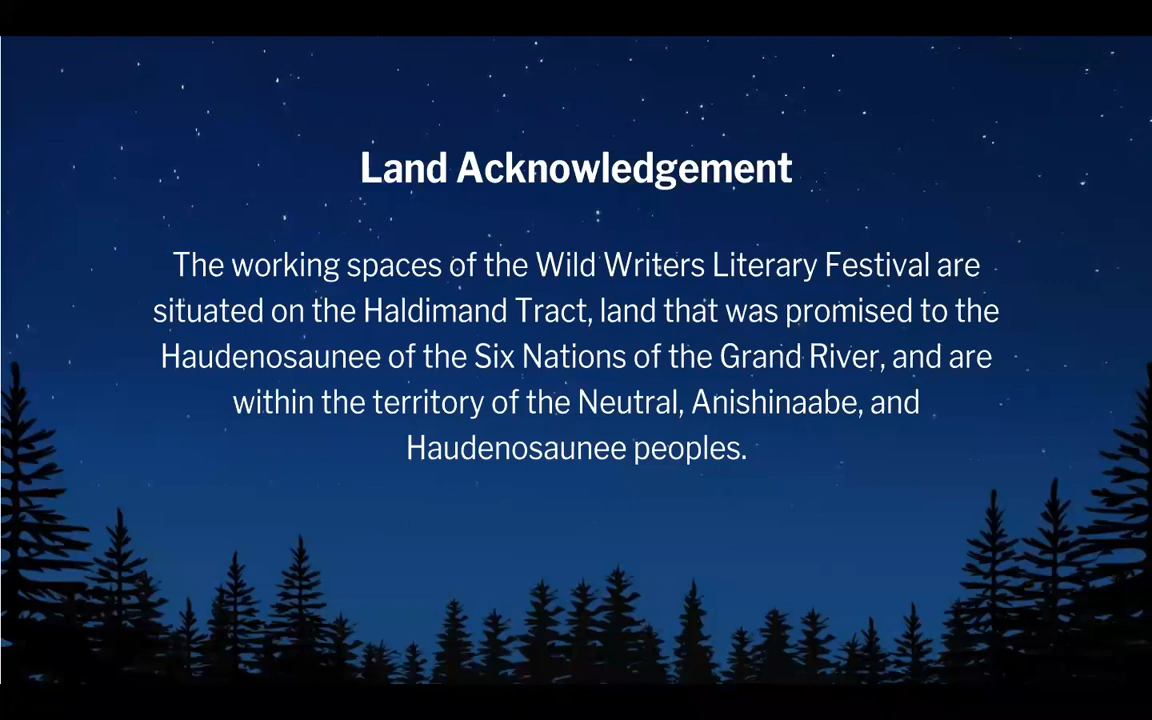 Land Acknowledgement
The working spaces of the Wild Writers Literary Festival are
situated on the Haldimand Tract, land that was promised to the
Haudenosaunee of the Six Nations of the Grand River, and are
within the territory of the Neutral, Anishinaabe, and
Haudenosaunee peoples.